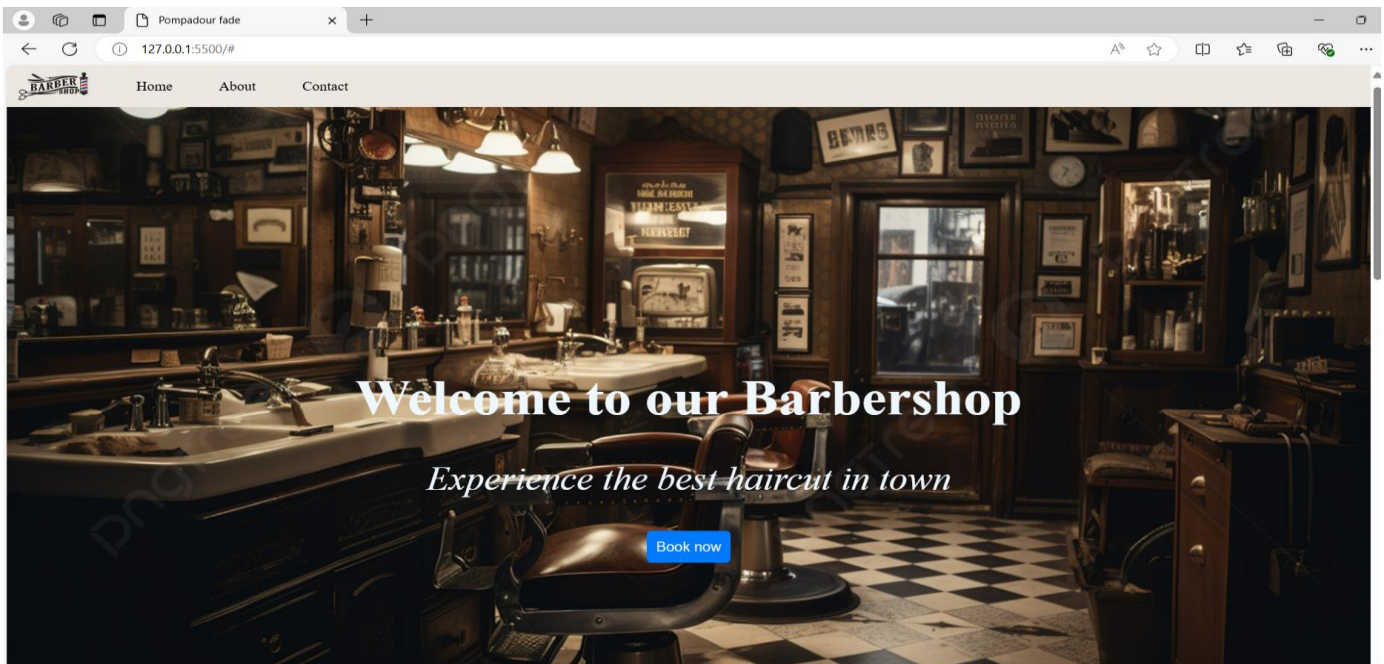 Pompadour fade
127.0.0.1:5500/#
BARBER
SHOP
Home About Contact
Welcome to our Barbershop
Experience the best haircut in town
Book now